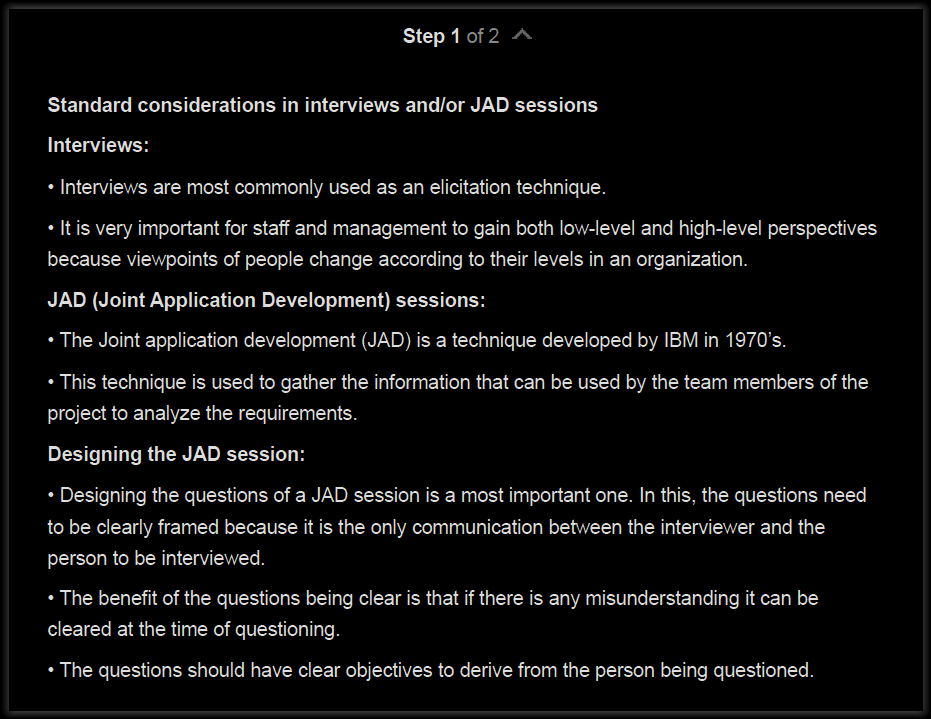 Step 1 of 2
Standard considerations in interviews and/or JAD sessions
Interviews:
• Interviews are most commonly used as an elicitation technique.
• It is very important for staff and management to gain both low-level and high-level perspectives
because viewpoints of people change according to their levels in an organization.
JAD (Joint Application Development) sessions:
• The Joint application development (JAD) is a technique developed by IBM in 1970's.
• This technique is used to gather the information that can be used by the team members of the
project to analyze the requirements.
Designing the JAD session:
• Designing the questions of a JAD session is a most important one. In this, the questions need
to be clearly framed because it is the only communication between the interviewer and the
person to be interviewed.
• The benefit of the questions being clear is that if there is any misunderstanding it can be
cleared at the time of questioning.
• The questions should have clear objectives to derive from the person being questioned.